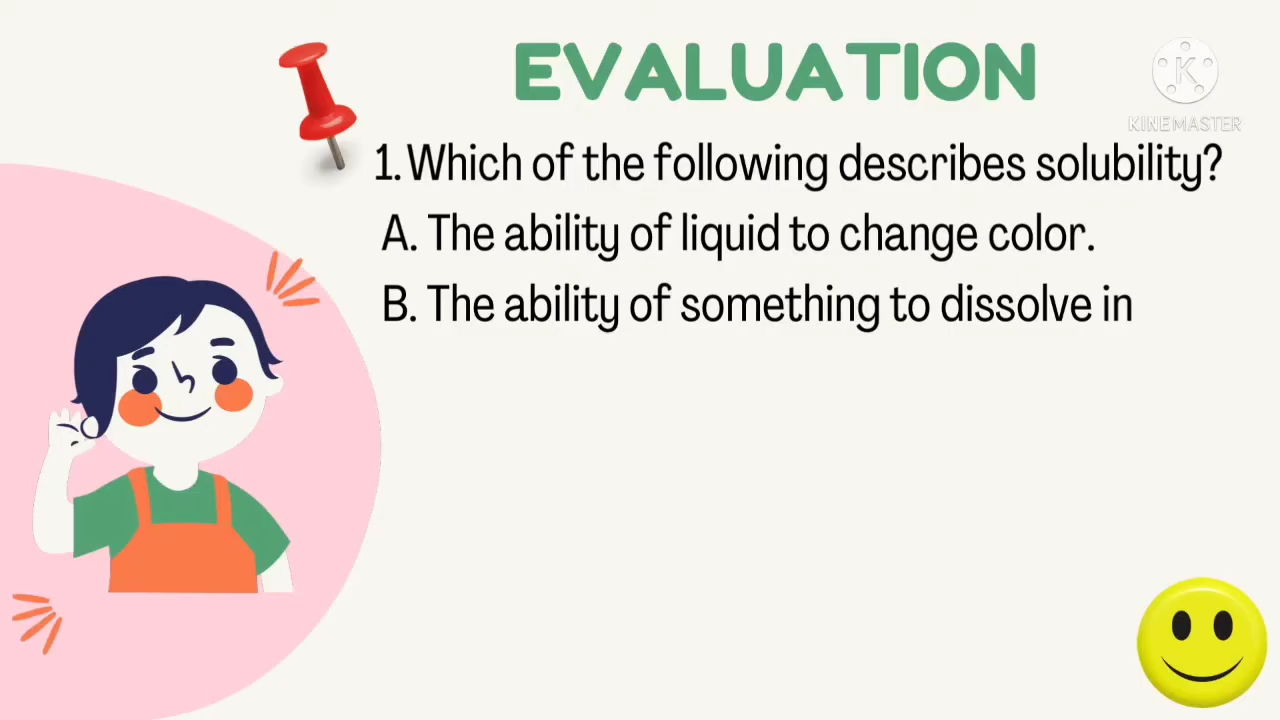 EVALUATION
K
KINEMASTER
1. Which of the following describes solubility?
A. The ability of liquid to change color.
B. The ability of something to dissolve in